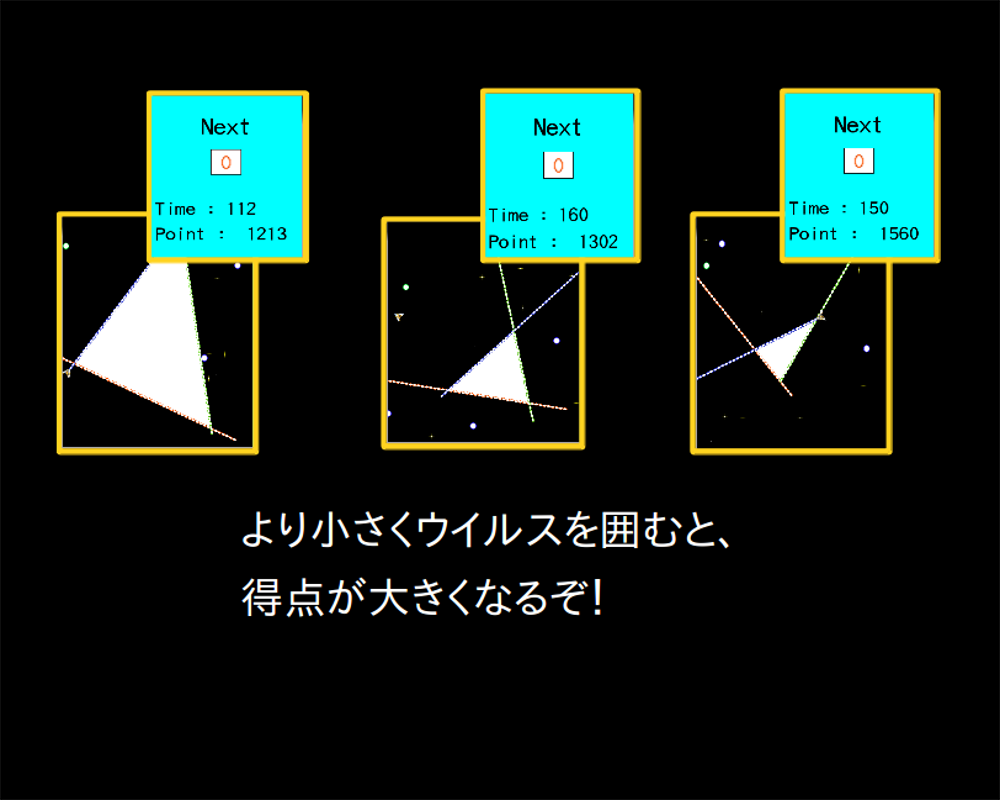 Next
0
Time : 112
Point :  1213
Next
0
Time : 160
Point :  1302
Next
0
Time : 150
Point :  1560
より小さくウイルスを囲むと、
得点が大きくなるぞ!